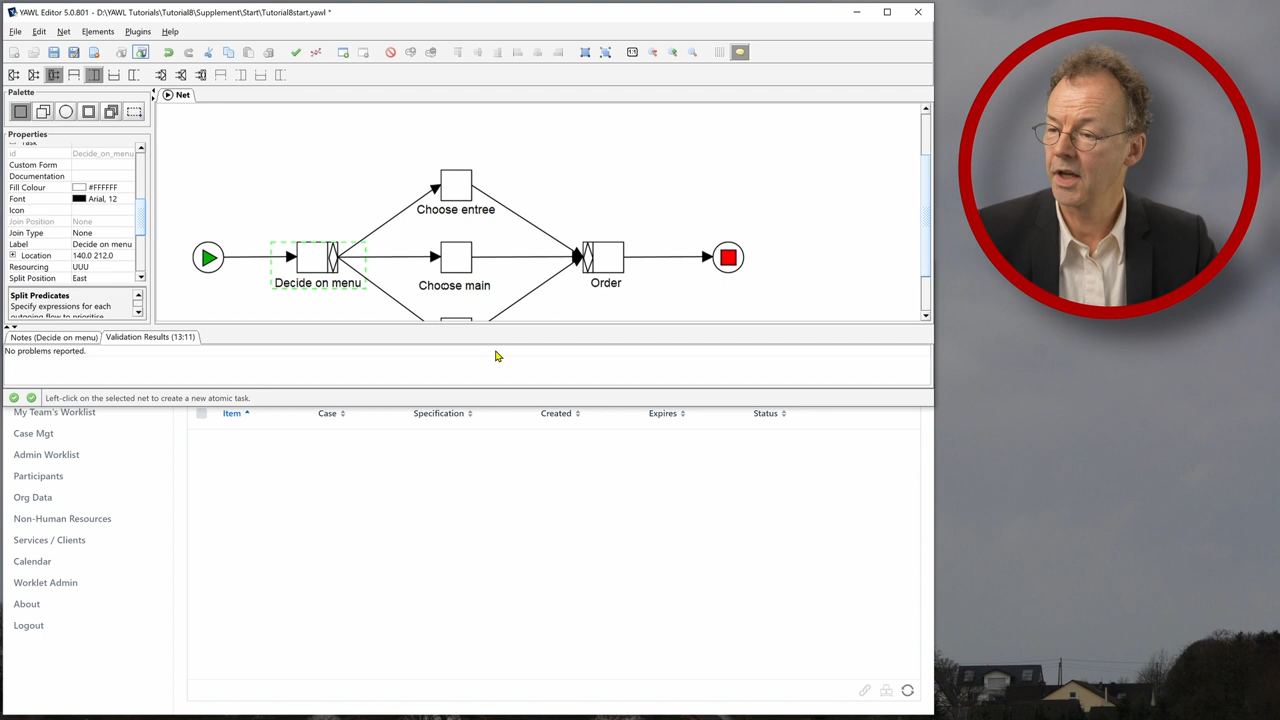 YAWL Editor 5.0.801 - D:\YAWL Tutorials\Tutorial8\Supplement\Start\Tutorial8start.yawl *
File Edit Net Elements Plugins Help
Palette
Net
Properties
Task
id Decide_on_menu
Custom Form
Documentation
Fill Colour #FFFFFF
Font Arial, 12
Icon
Join Position None
Join Type None
Label Decide on menu
Location 140.0 212.0
Resourcing UUU
Split Position East
Split Predicates
Specify expressions for each
outgoing flow to prioritise
Choose entree
Decide on menu
Choose main
Order
Notes (Decide on menu) Validation Results (13:11)
No problems reported.
Left-click on the selected net to create a new atomic task.
My Team's Worklist
Case Mgt
Admin Worklist
Participants
Org Data
Non-Human Resources
Services / Clients
Calendar
Worklet Admin
About
Logout
Item Case Specification Created Expires Status